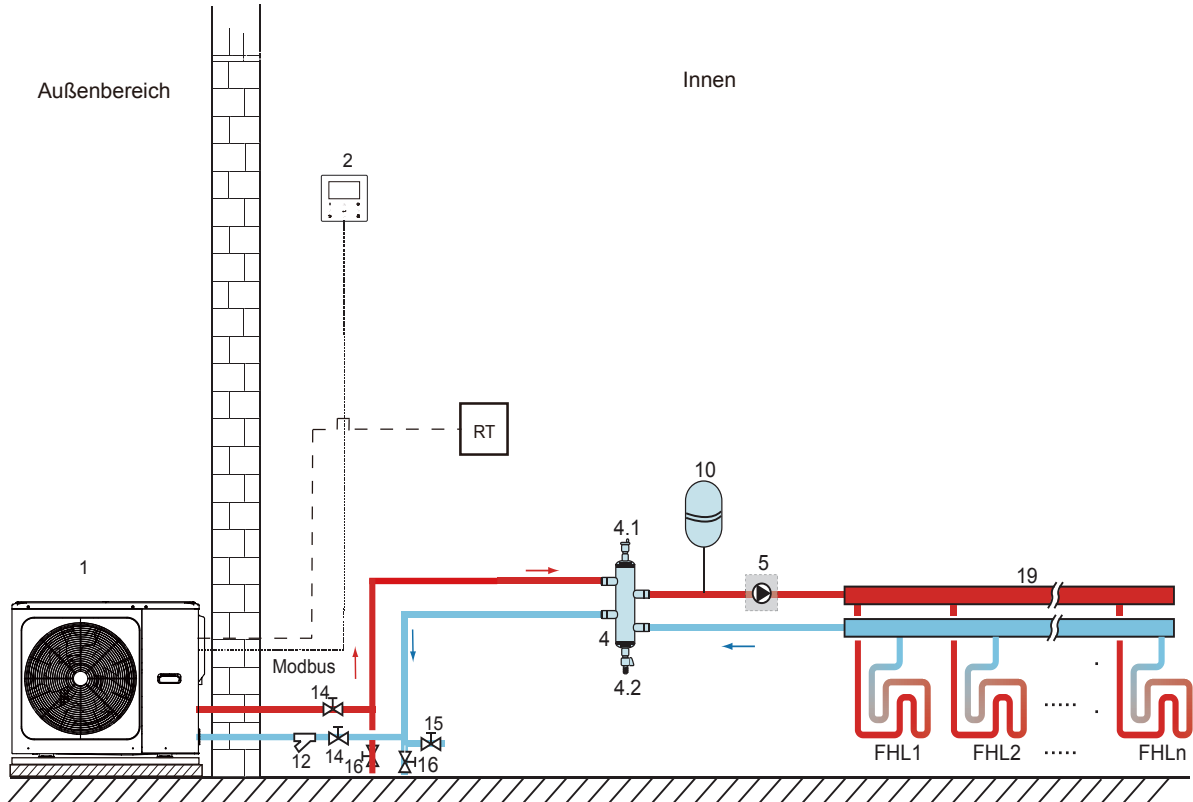 Außenbereich
Innen
2
RT
10
4.1
5
19
1
4
Modbus
4.2
14
15
12
14
16
16
FHL1
FHL2
.....
FHLn